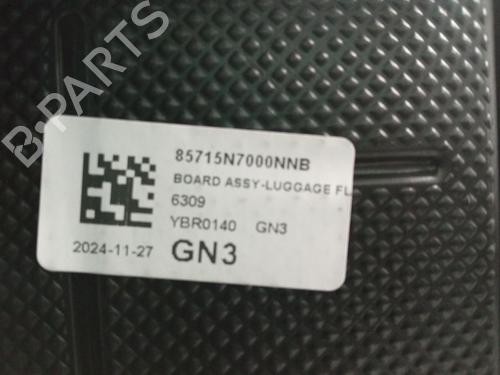 B-PARTS
85715N7000NNB
BOARD ASSY-LUGGAGE FL
6309
YBR0140 GN3
2024-11-27 GN3